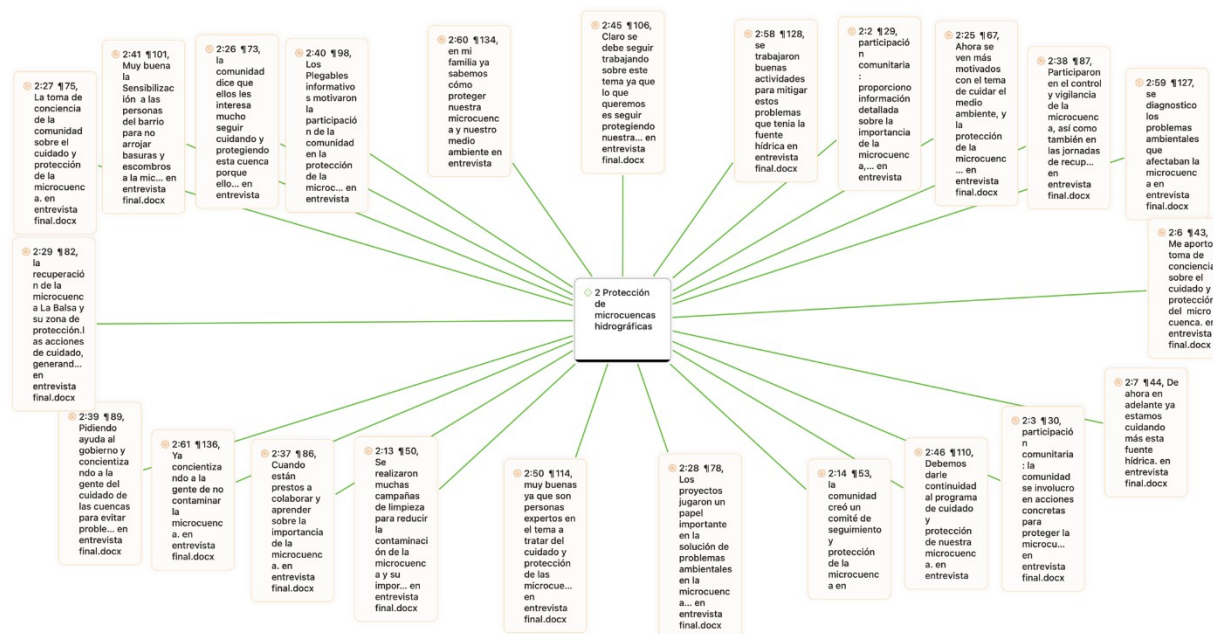 2:27 ¶75,
La toma de
conciencia
de la
comunidad
sobre el
cuidado y
protección
de la
microcuenc
a. en
entrevista
final.docx
2:41 ¶101,
Muy buena
la
Sensibilizac
ión a las
personas
del barrio
para no
arrojar
basuras y
escombros
a la mic... en
entrevista
final.docx
2:26 ¶73,
la
comunidad
dice que
ellos les
interesa
mucho
seguir
cuidando y
protegiendo
esta cuenca
porque
ello... en
entrevista
2:40 ¶98,
Los
Plegables
informativo
s motivaron
la
participació
n de la
comunidad
en la
protección
de la
microc... en
entrevista
2:60 ¶134,
en mi
familia ya
sabemos
cómo
proteger
nuestra
microcuenc
a y nuestro
medio
ambiente en
entrevista
2:45 ¶106,
Claro se
debe seguir
trabajando
sobre este
tema ya que
lo que
queremos
es seguir
protegiendo
nuestra... en
entrevista
final.docx
2:58 ¶128,
se
trabajaron
buenas
actividades
para mitigar
estos
problemas
que tenia la
fuente
hídrica en
entrevista
final.docx
2:2 ¶29,
participació
n
comunitaria
:
proporciono
información
detallada
sobre la
importancia
de la
microcuenc
a,... en
entrevista
2:25 ¶67,
Ahora se
ven más
motivados
con el tema
de cuidar el
medio
ambiente, y
la
protección
de la
microcuenc
... en
entrevista
final.docx
2:38 ¶87,
Participaron
en el control
y vigilancia
de la
microcuenc
a, así como
también en
las jornadas
de recup...
en
entrevista
final.docx
2:59 ¶127,
se
diagnostico
los
problemas
ambientales
que
afectaban la
microcuenc
a en
entrevista
final.docx
2:29 ¶82,
la
recuperació
n de la
microcuenc
a La Balsa y
su zona de
protección.l
as acciones
de cuidado,
generand...
en
entrevista
final.docx
2 Protección
de
microcuencas
hidrográficas
2:6 ¶43,
Me aporto
toma de
conciencia
sobre el
cuidado y
protección
del micro
cuenca. en
entrevista
final.docx
2:39 ¶89,
Pidiendo
ayuda al
gobierno y
concientiza
ndo a la
gente del
cuidado de
las cuencas
para evitar
proble... en
entrevista
final.docx
2:61 ¶136,
Ya
concientiza
ndo a la
gente de no
contaminar
la
microcuenc
a. en
entrevista
final.docx
2:37 ¶86,
Cuando
están
prestos a
colaborar y
aprender
sobre la
importancia
de la
microcuenc
a. en
entrevista
final.docx
2:13 ¶50,
Se
realizaron
muchas
campañas
de limpieza
para reducir
la
contaminaci
ón de la
microcuenc
a y su
impor... en
entrevista
final.docx
2:50 ¶114,
muy buenas
ya que son
personas
expertos en
el tema a
tratar del
cuidado y
protección
de las
microcue...
en
entrevista
final.docx
2:28 ¶78,
Los
proyectos
jugaron un
papel
importante
en la
solución de
problemas
ambientales
en la
microcuenc
a... en
entrevista
final.docx
2:14 ¶53,
la
comunidad
creó un
comité de
seguimiento
y
protección
de la
microcuenc
a en
2:46 ¶110,
Debemos
darle
continuidad
al programa
de cuidado
y
protección
de nuestra
microcuenc
a. en
entrevista
2:3 ¶30,
participació
n
comunitaria
: la
comunidad
se involucro
en acciones
concretas
para
proteger la
microcu...
en
entrevista
final.docx
2:7 ¶44, De
ahora en
adelante ya
estamos
cuidando
más esta
fuente
hídrica. en
entrevista
final.docx